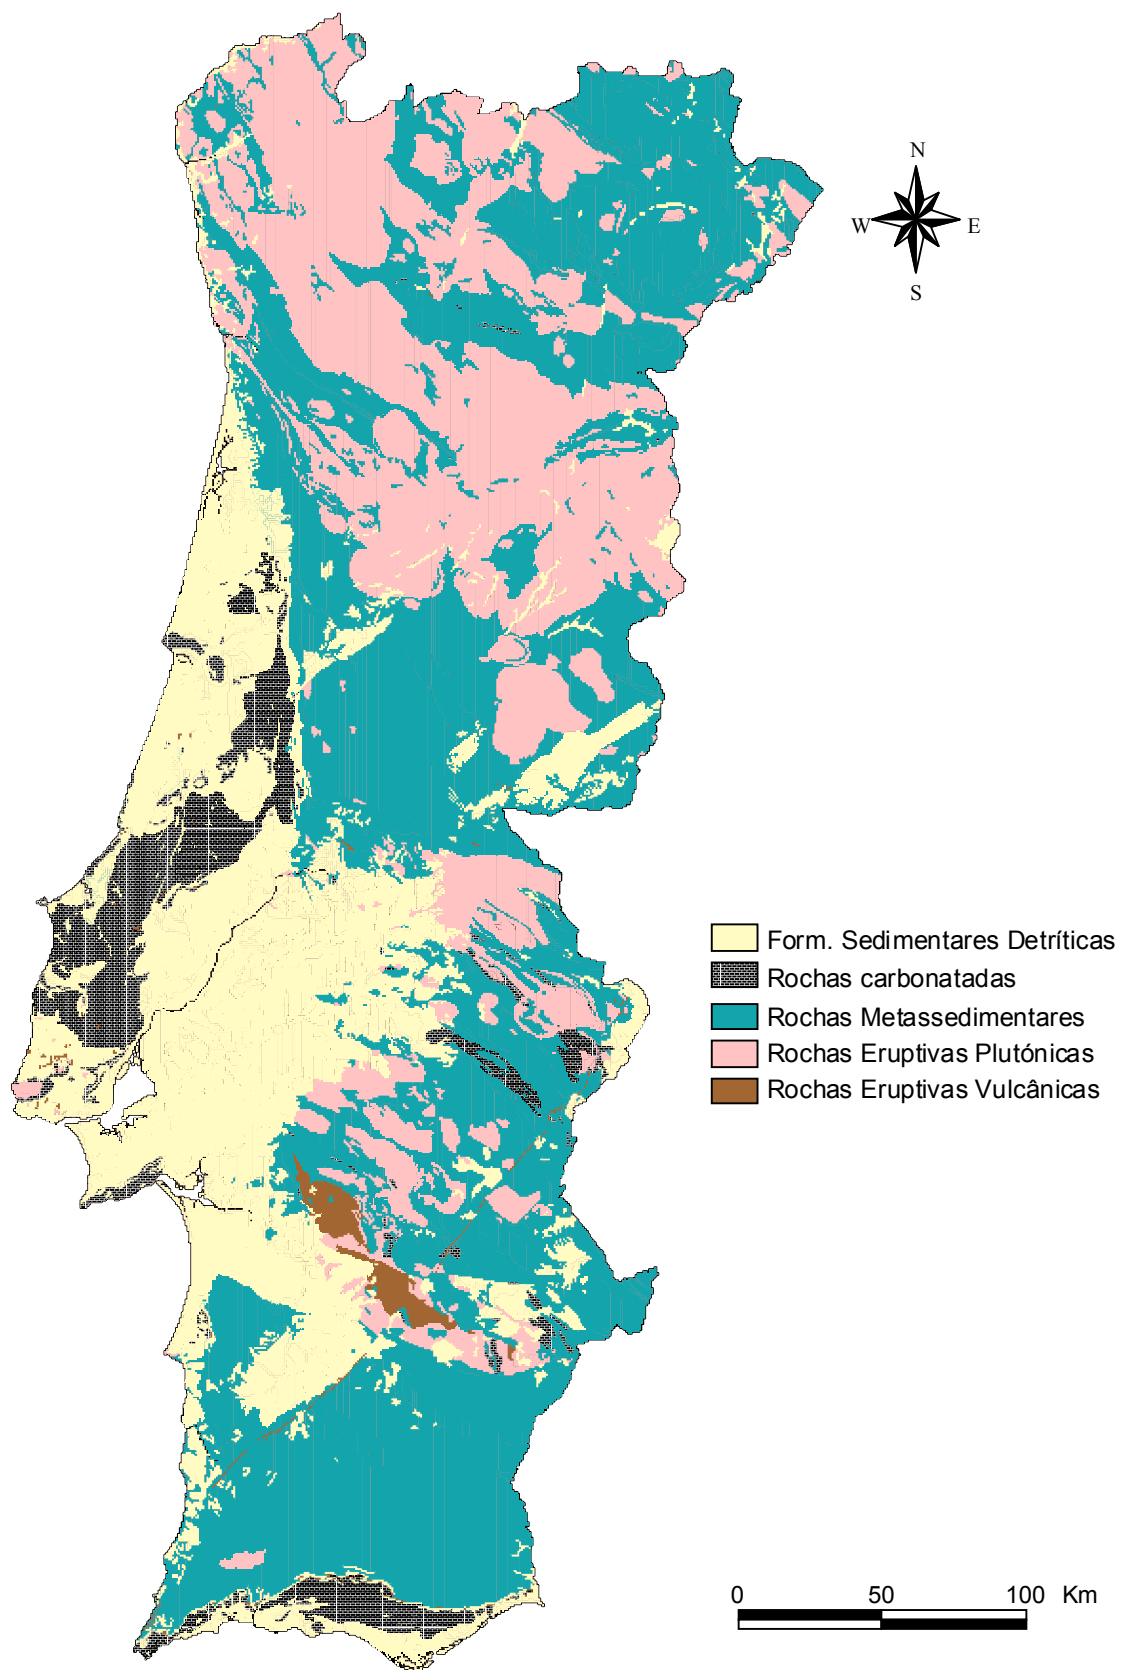 N
W E
S
Form. Sedimentares Detríticas
Rochas carbonatadas
Rochas Metassedimentares
Rochas Eruptivas Plutónicas
Rochas Eruptivas Vulcânicas
0 50 100 Km